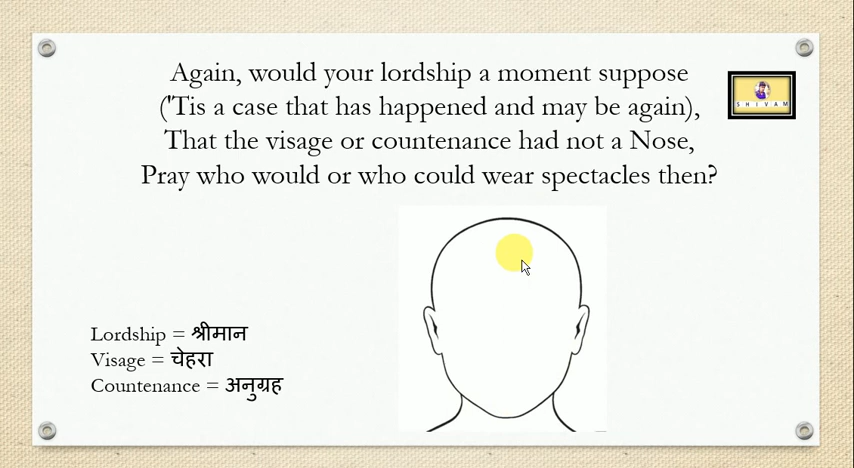 Again, would your lordship a moment suppose
('Tis a case that has happened and may be again),
That the visage or countenance had not a Nose,
Pray who would or who could wear spectacles then?
SHIVAM
Lordship = श्रीमान
Visage = चेहरा
Countenance = अनुग्रह